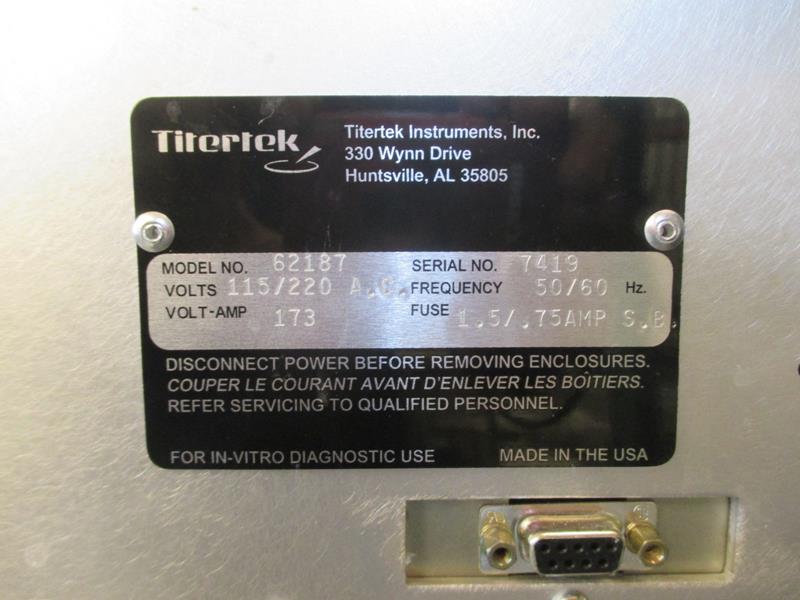 Titertek
Titertek Instruments, Inc.
330 Wynn Drive
Huntsville, AL 35805
MODEL NO. 62187 SERIAL NO. 7419
VOLTS 115/220 A.C. FREQUENCY 50/60 Hz.
VOLT-AMP 173 FUSE 1.5/.75AMP S.B.
DISCONNECT POWER BEFORE REMOVING ENCLOSURES.
COUPER LE COURANT AVANT D'ENLEVER LES BOÎTIERS.
REFER SERVICING TO QUALIFIED PERSONNEL.
FOR IN-VITRO DIAGNOSTIC USE MADE IN THE USA